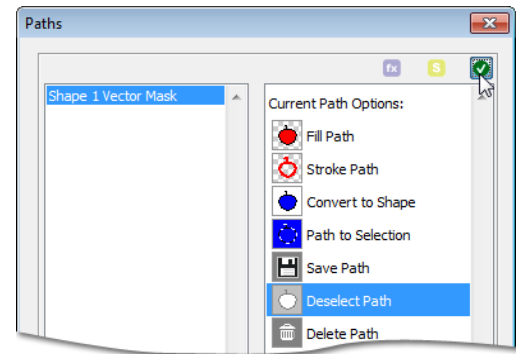 Paths
fx
S
Shape 1 Vector Mask
Current Path Options:
Fill Path
Stroke Path
Convert to Shape
Path to Selection
Save Path
Deselect Path
Delete Path